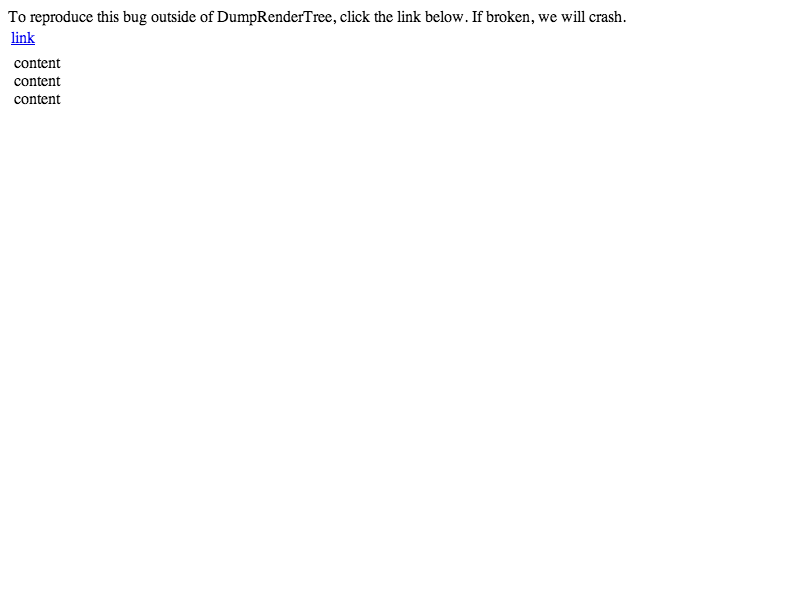 To reproduce this bug outside of DumpRenderTree, click the link below. If broken, we will crash.
link
content
content
content